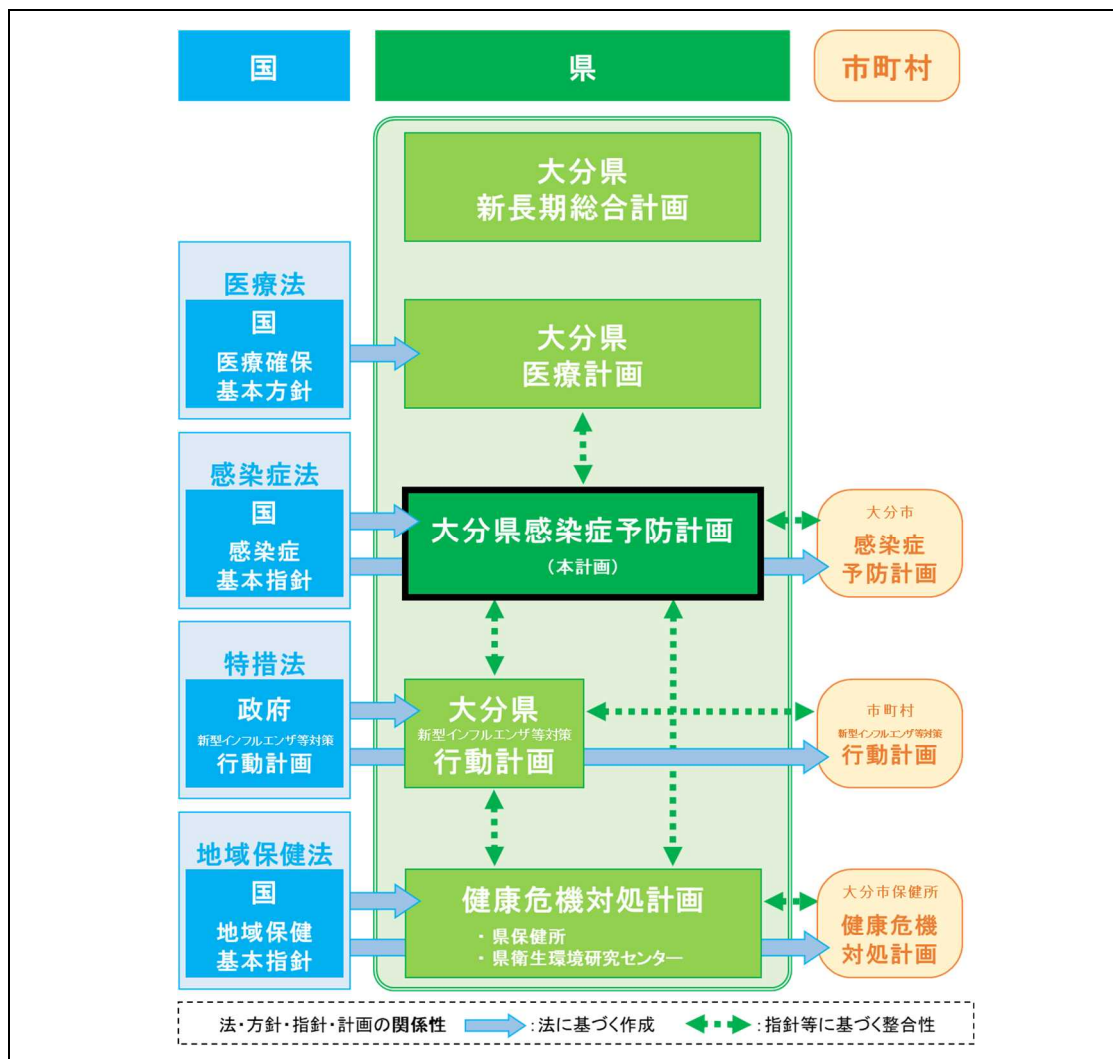 国
県
市町村
大分県
新長期総合計画
医療法
国
医療確保
基本方針
大分県
医療計画
感染症法
国
感染症
基本指針
大分県感染症予防計画
(本計画)
大分市
感染症
予防計画
特措法
政府
新型インフルエンザ等対策
行動計画
大分県
新型インフルエンザ等対策
行動計画
市町村
新型インフルエンザ等対策
行動計画
地域保健法
国
地域保健
基本指針
健康危機対処計画
・県保健所
・県衛生環境研究センター
大分市保健所
健康危機
対処計画
法・方針・指針・計画の関係性 :法に基づく作成 :指針等に基づく整合性